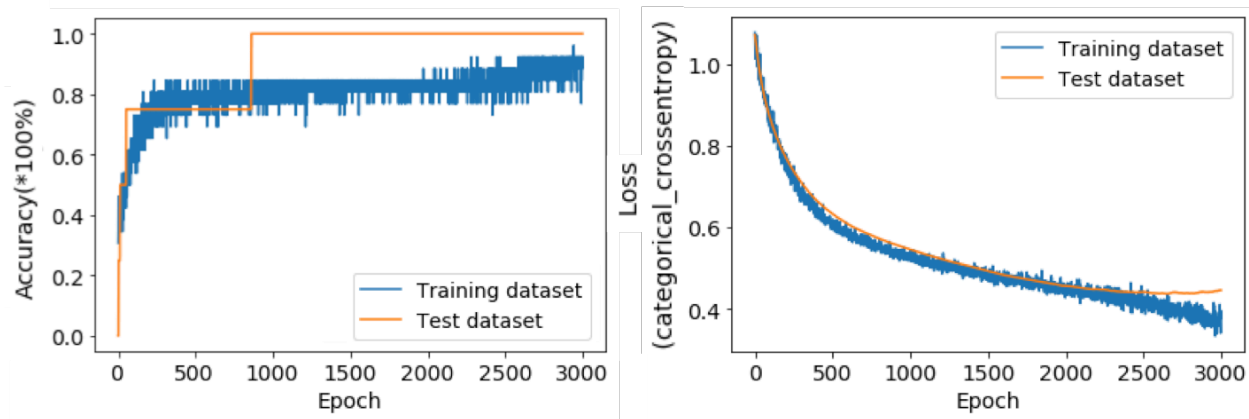 Accuracy(*100%)
1.0
0.8
0.6
0.4
0.2
0.0
Training dataset
Test dataset
0 500 1000 1500 2000 2500 3000
Epoch
Loss
(categorical_crossentropy)
1.0
0.8
0.6
0.4
Training dataset
Test dataset
0 500 1000 1500 2000 2500 3000
Epoch